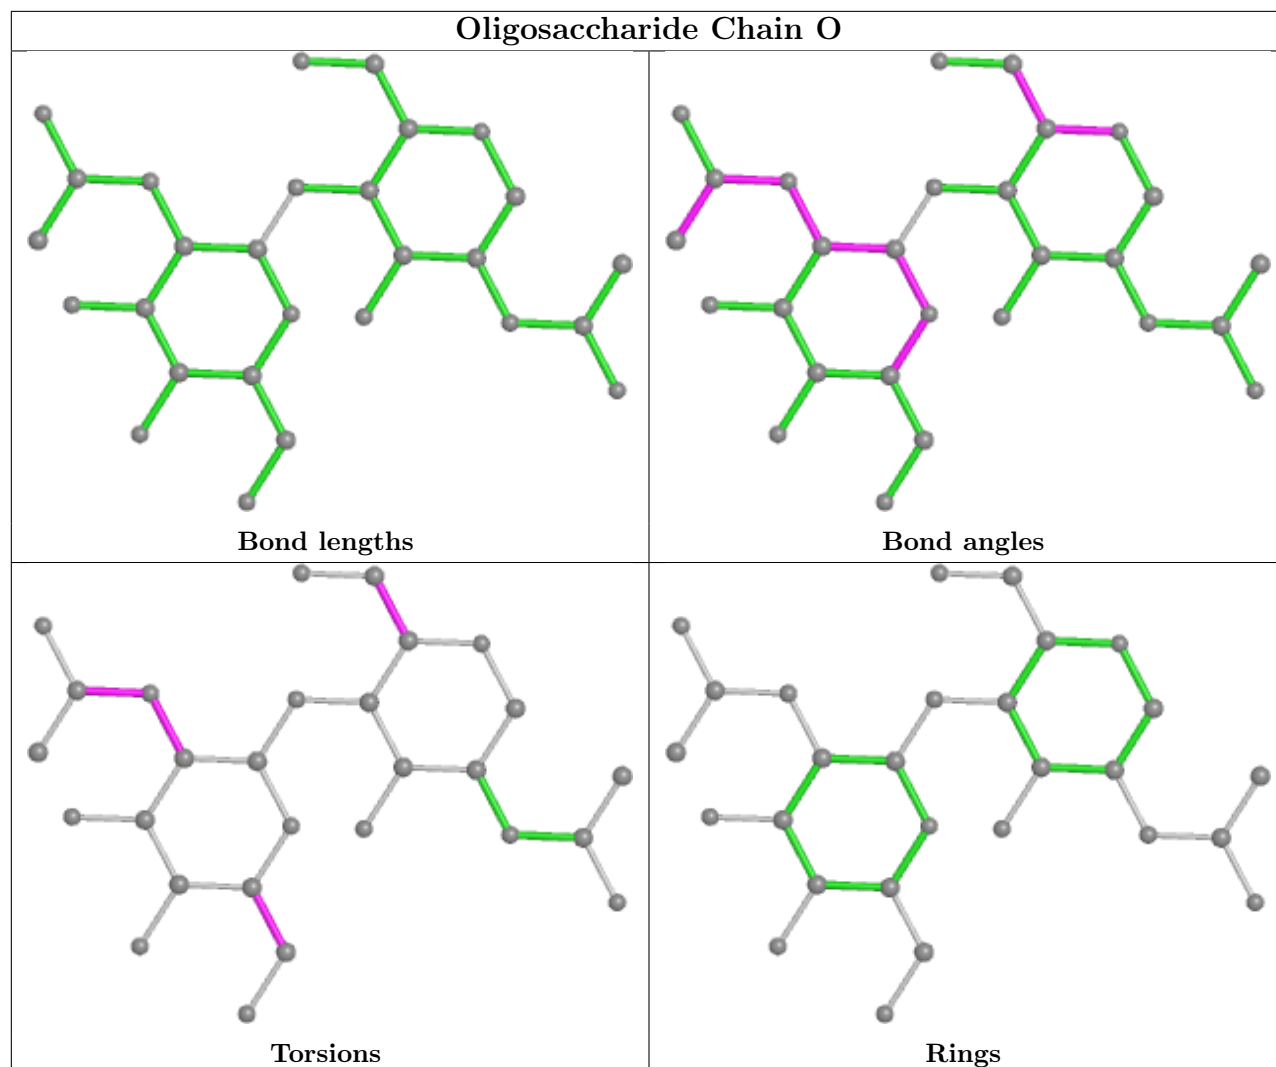 Oligosaccharide Chain O
Bond lengths
Bond angles
Torsions
Rings